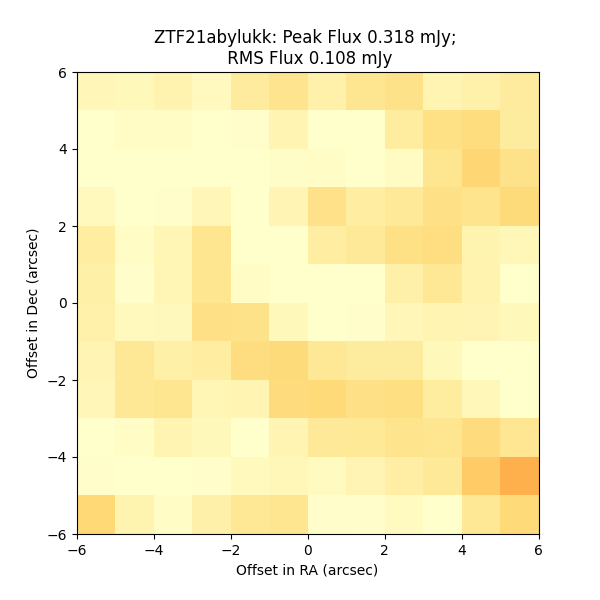 ZTF21abylukk: Peak Flux 0.318 mJy;
RMS Flux 0.108 mJy
6
4
2
0
−2
−4
−6
Offset in Dec (arcsec)
−6 −4 −2 0 2 4 6
Offset in RA (arcsec)